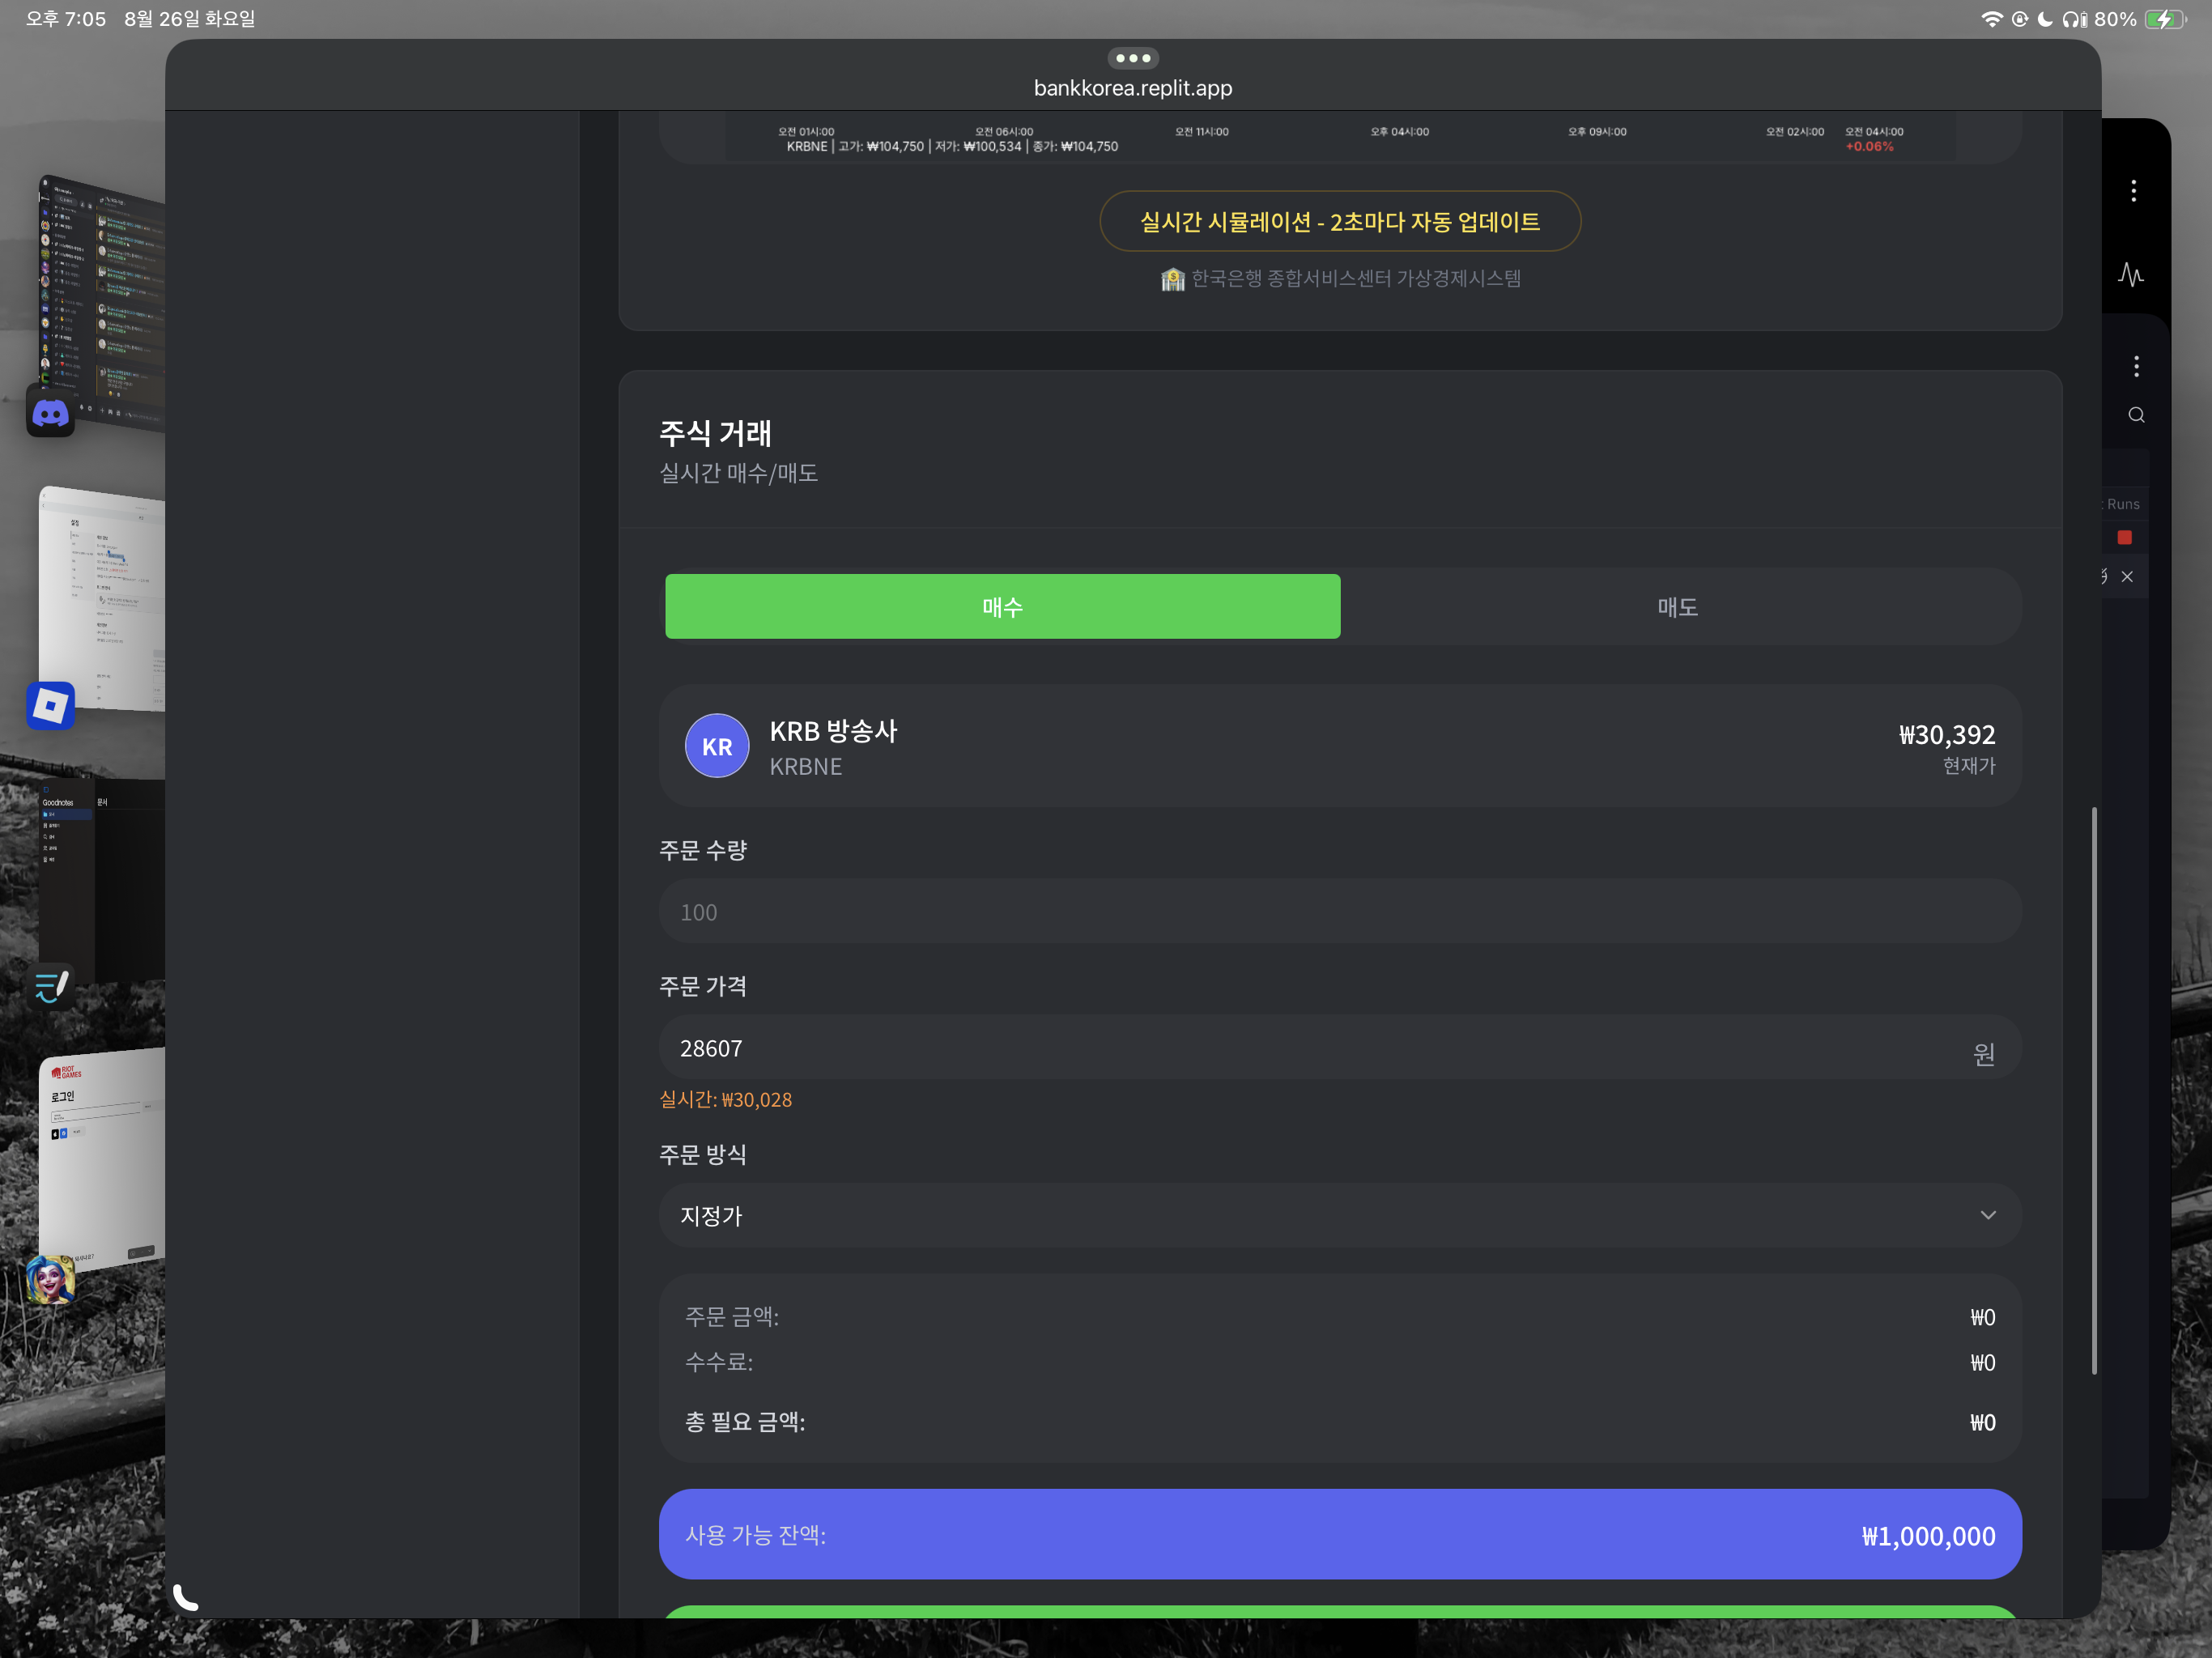 오후 7:05 8월 26일 화요일
80%
bankkorea.replit.app
오전 01시:00 오전 06시:00 오전 11시:00 오후 04시:00 오후 09시:00 오전 02시:00 오전 04시:00
KRBNE | 고가: ₩104,750 | 저가: ₩100,534 | 종가: ₩104,750 +0.06%
실시간 시뮬레이션 - 2초마다 자동 업데이트
한국은행 종합서비스센터 가상경제시스템
주식 거래
실시간 매수/매도
매수 매도
KR
KRB 방송사
KRBNE
₩30,392
현재가
주문 수량
100
주문 가격
28607 원
실시간: ₩30,028
주문 방식
지정가
주문 금액: ₩0
수수료: ₩0
총 필요 금액: ₩0
사용 가능 잔액: ₩1,000,000
Runs
설정
Goodnotes
문서
RIOT GAMES
로그인